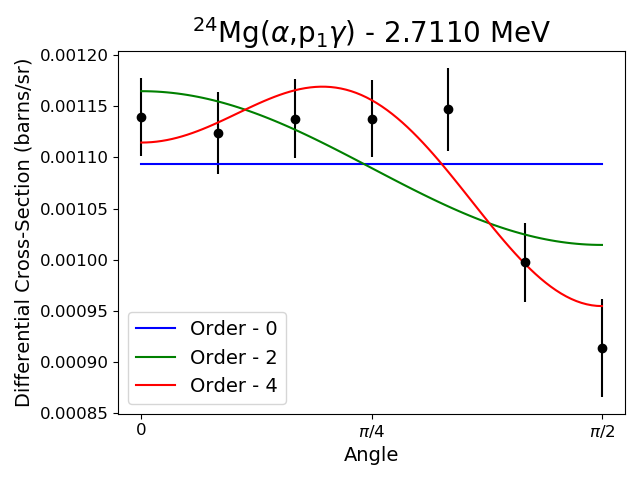 ²⁴Mg(α,p₁γ) - 2.7110 MeV
Differential Cross-Section (barns/sr)
0.00120
0.00115
0.00110
0.00105
0.00100
0.00095
0.00090
0.00085
Order - 0
Order - 2
Order - 4
0 π/4 π/2
Angle